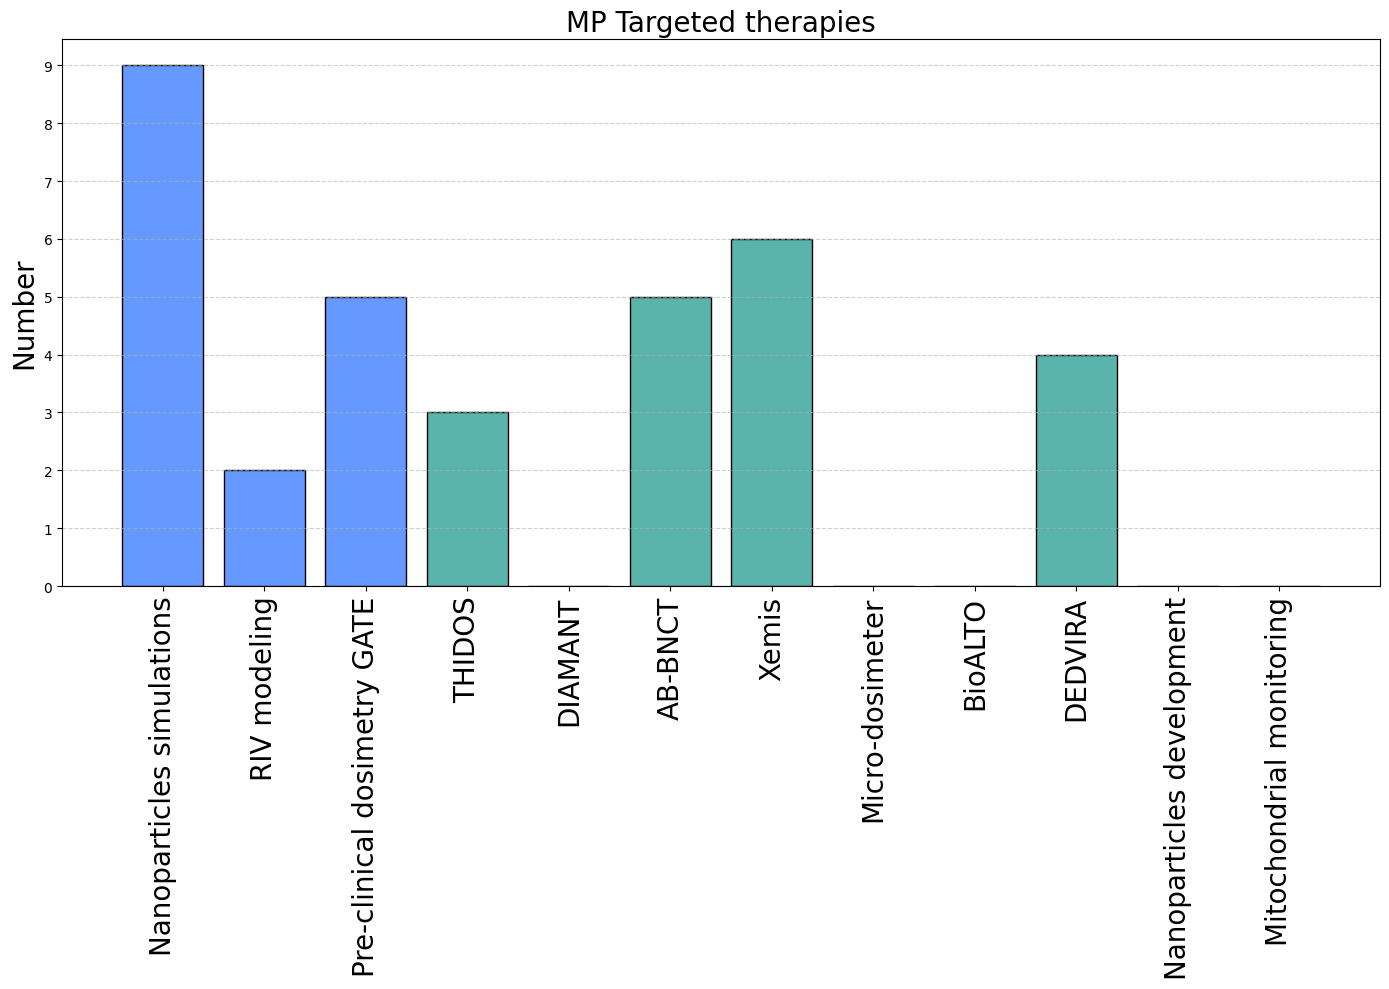 MP Targeted therapies
Number
9
8
7
6
5
4
3
2
1
0
Nanoparticles simulations
RIV modeling
Pre-clinical dosimetry GATE
THIDOS
DIAMANT
AB-BNCT
Xemis
Micro-dosimeter
BioALTO
DEDVIRA
Nanoparticles development
Mitochondrial monitoring